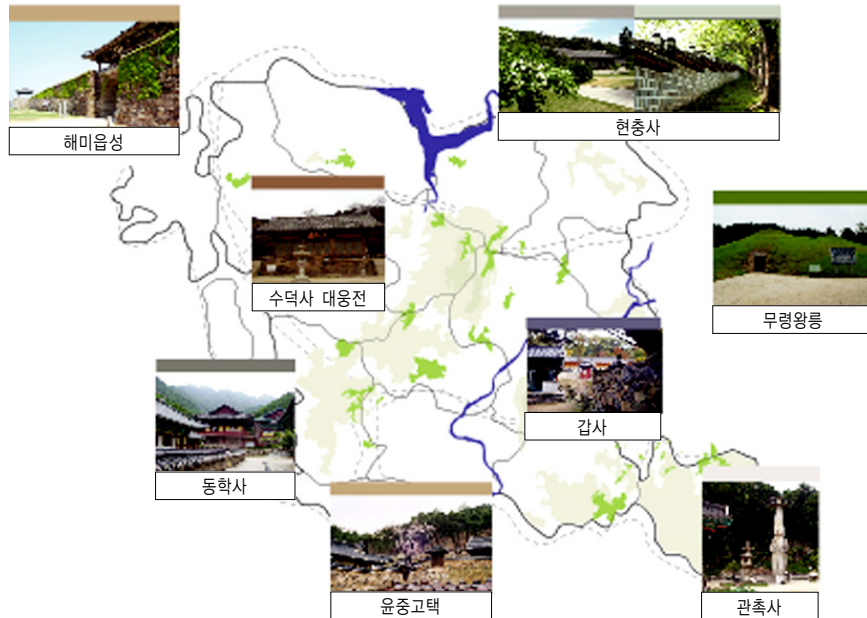 해미읍성
현충사
수덕사 대웅전
무령왕릉
갑사
동학사
윤중고택
관촉사